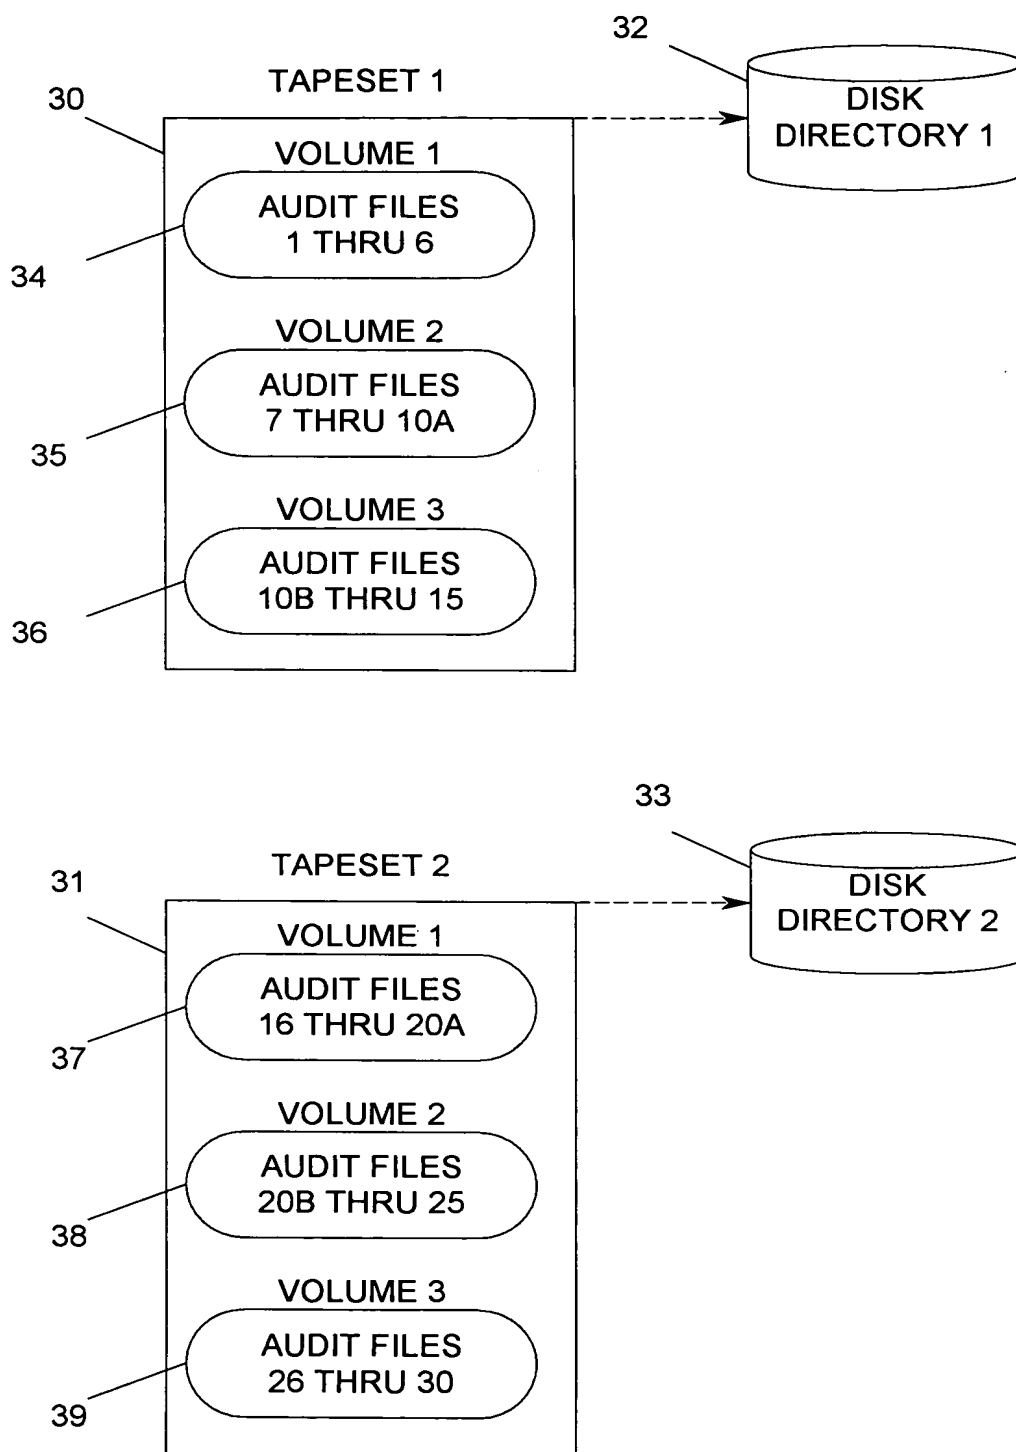 32
TAPESET 1
DISK
DIRECTORY 1
30
VOLUME 1
AUDIT FILES
1 THRU 6
34
VOLUME 2
AUDIT FILES
7 THRU 10A
35
VOLUME 3
AUDIT FILES
10B THRU 15
36
33
TAPESET 2
DISK
DIRECTORY 2
31
VOLUME 1
AUDIT FILES
16 THRU 20A
37
VOLUME 2
AUDIT FILES
20B THRU 25
38
VOLUME 3
AUDIT FILES
26 THRU 30
39